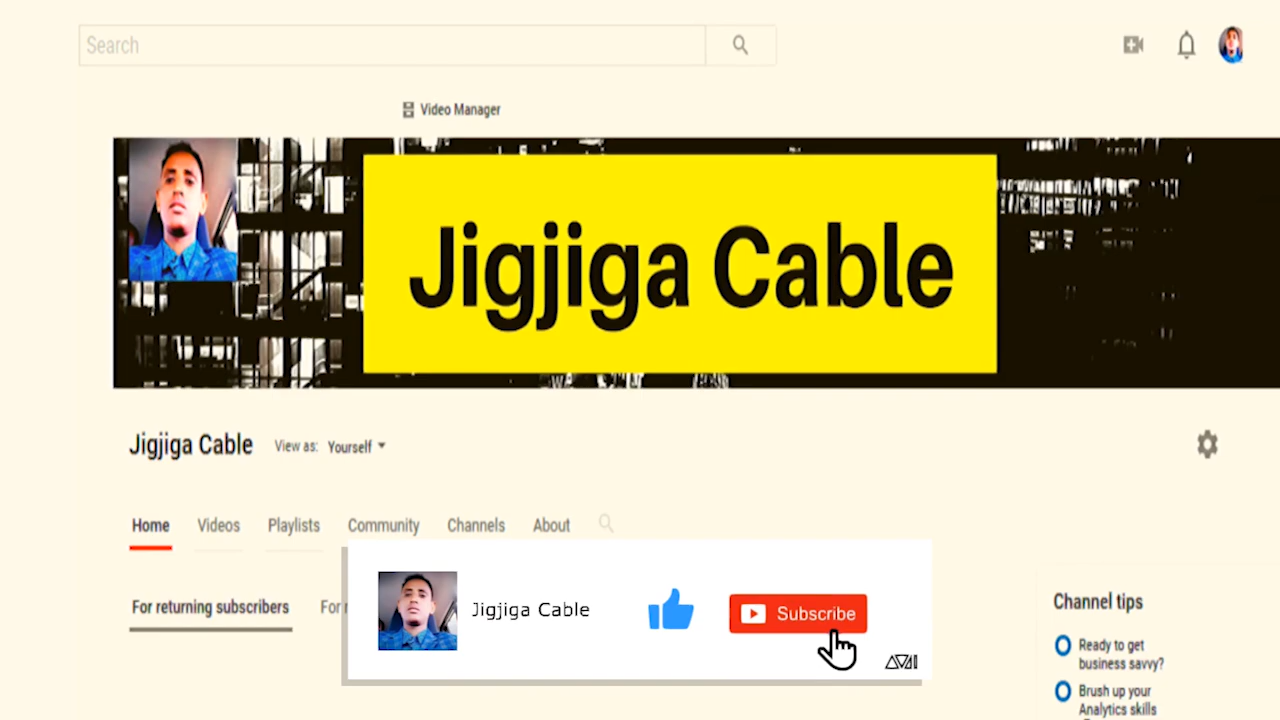 Search
Video Manager
Jigjiga Cable
Jigjiga Cable
View as: Yourself
Home Videos Playlists Community Channels About
For returning subscribers For
Jigjiga Cable
Subscribe
Channel tips
Ready to get
business savvy?
Brush up your
Analytics skills